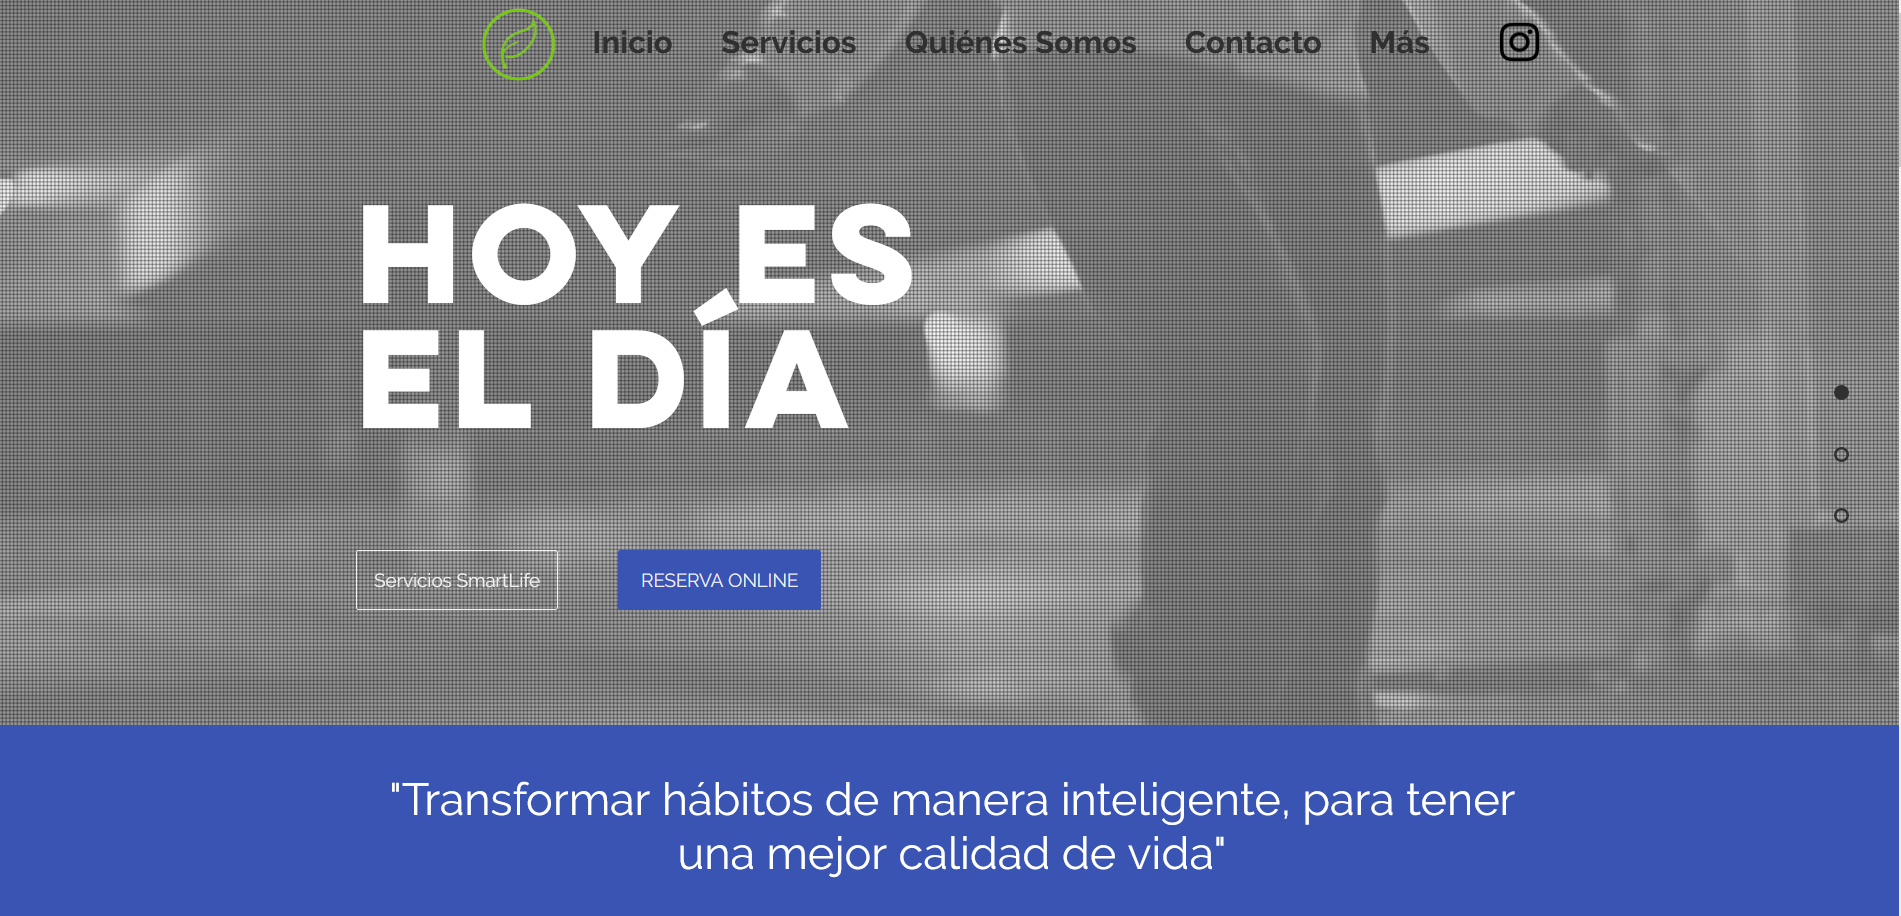 Inicio Servicios Quiénes Somos Contacto Más
HOY ES
EL DÍA
Servicios SmartLife RESERVA ONLINE
"Transformar hábitos de manera inteligente, para tener
una mejor calidad de vida"